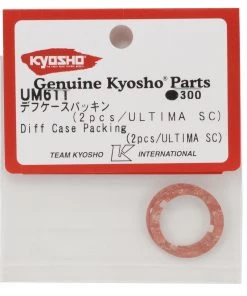 KYOSHO
Genuine Kyosho® Parts
UM611 ●300
デフケースパッキン
(2pcs/ULTIMA SC)
Diff Case Packing
(2pcs/ULTIMA SC)
TEAM KYOSHO K INTERNATIONAL